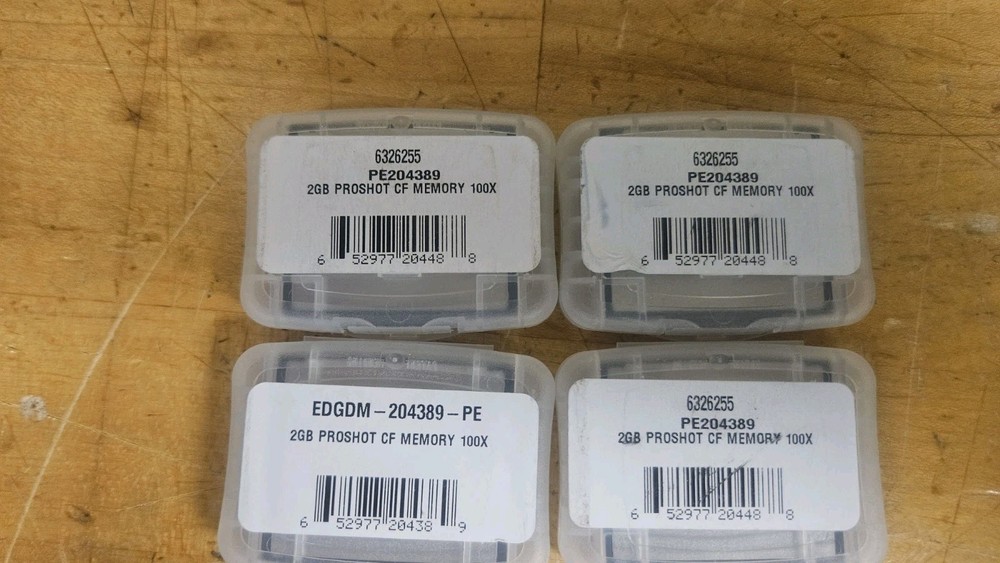 6326255
PE204389
2GB PROSHOT CF MEMORY 100X
6 52977 20448 8
6326255
PE204389
2GB PROSHOT CF MEMORY 100X
6 52977 20448 8
EDGDM-204389-PE
2GB PROSHOT CF MEMORY 100X
6 52977 20438 9
6326255
PE204389
2GB PROSHOT CF MEMORY 100X
6 52977 20448 8